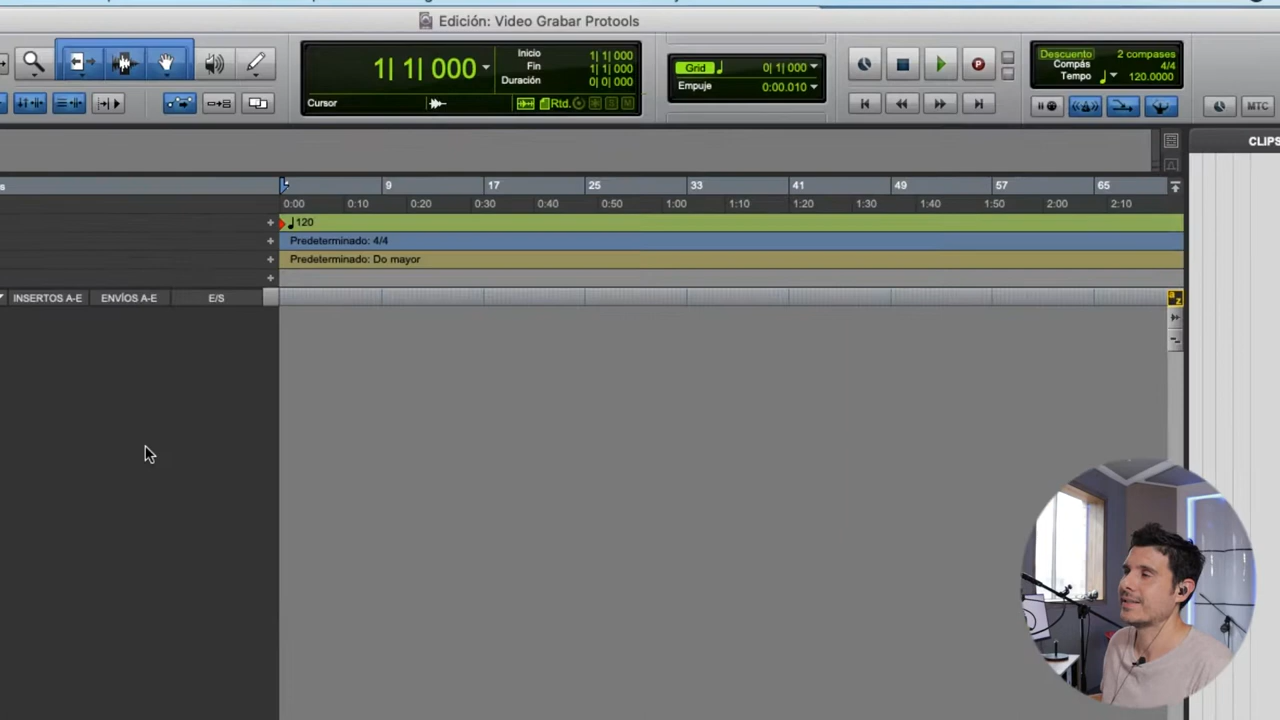 Edición: Video Grabar Protools
1| 1| 000
Inicio 1| 1| 000
Fin 1| 1| 000
Duración 0| 0| 000
Cursor
Rtd.
S M
Grid 0| 1| 000
Empuje 0:00.010
Descuento 2 compases
Compás 4/4
Tempo 120.0000
MTC
CLIPS
s
9 17 25 33 41 49 57 65
0:00 0:10 0:20 0:30 0:40 0:50 1:00 1:10 1:20 1:30 1:40 1:50 2:00 2:10
120
Predeterminado: 4/4
Predeterminado: Do mayor
INSERTOS A-E ENVÍOS A-E E/S
a z